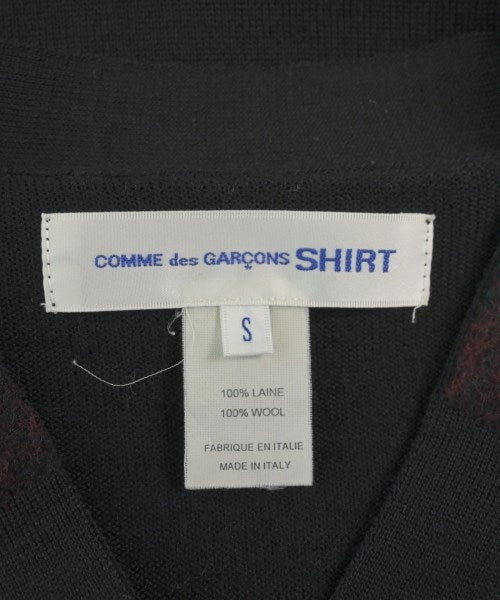 COMME des GARÇONS SHIRT
S
100% LAINE
100% WOOL
FABRIQUE EN ITALIE
MADE IN ITALY